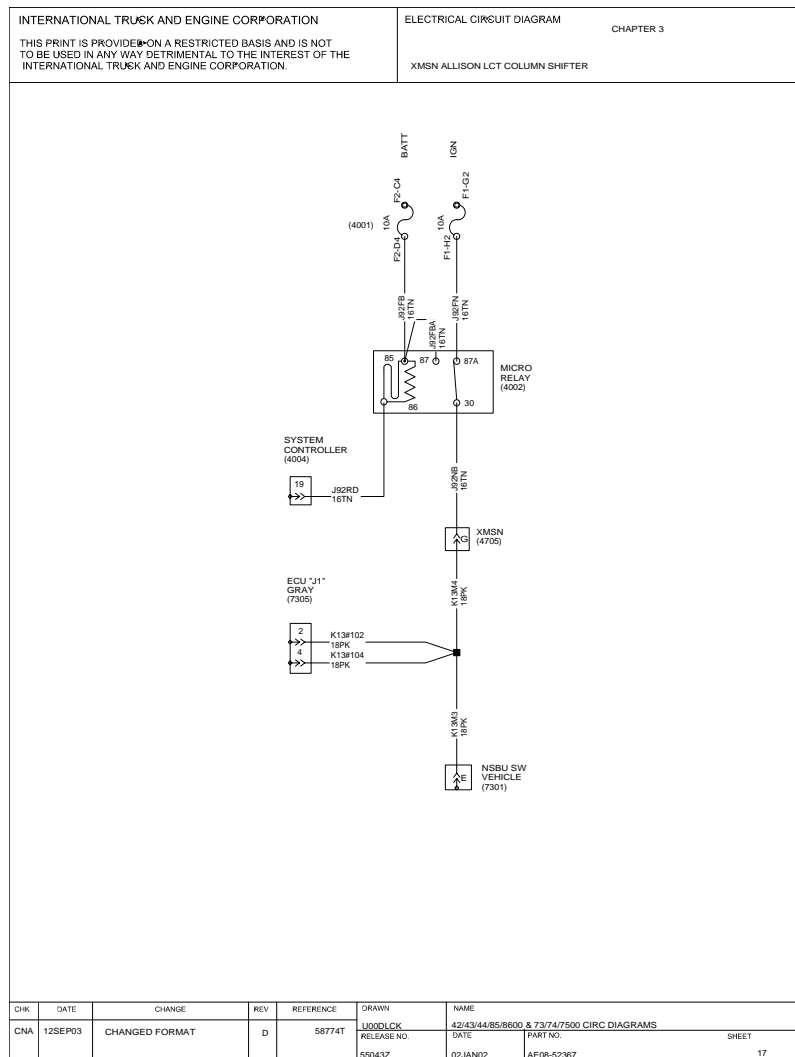 INTERNATIONAL TRUCK AND ENGINE CORPORATION
THIS PRINT IS PROVIDED ON A RESTRICTED BASIS AND IS NOT
TO BE USED IN ANY WAY DETRIMENTAL TO THE INTEREST OF THE
INTERNATIONAL TRUCK AND ENGINE CORPORATION.
ELECTRICAL CIRCUIT DIAGRAM
CHAPTER 3
XMSN ALLISON LCT COLUMN SHIFTER
BATT
IGN
F2-C4
F1-G2
(4001)
10A
10A
F2-D4
F1-H2
J92FB
16TN
J92FBA
16TN
J92FN
16TN
85
87
87A
86
30
MICRO
RELAY
(4002)
SYSTEM
CONTROLLER
(4004)
19
J92RD
16TN
J92NB
16TN
G
XMSN
(4705)
K13M4
18PK
ECU "J1"
GRAY
(7305)
2
K13#102
18PK
4
K13#104
18PK
K13M3
18PK
E
NSBU SW
VEHICLE
(7301)
CHK DATE CHANGE REV REFERENCE
CNA 12SEP03 CHANGED FORMAT D 58774T
DRAWN
U00DLCK
NAME
42/43/44/85/8600 & 73/74/7500 CIRC DIAGRAMS
RELEASE NO.
55043Z
DATE
02JAN02
PART NO.
AE08-52367
SHEET
17